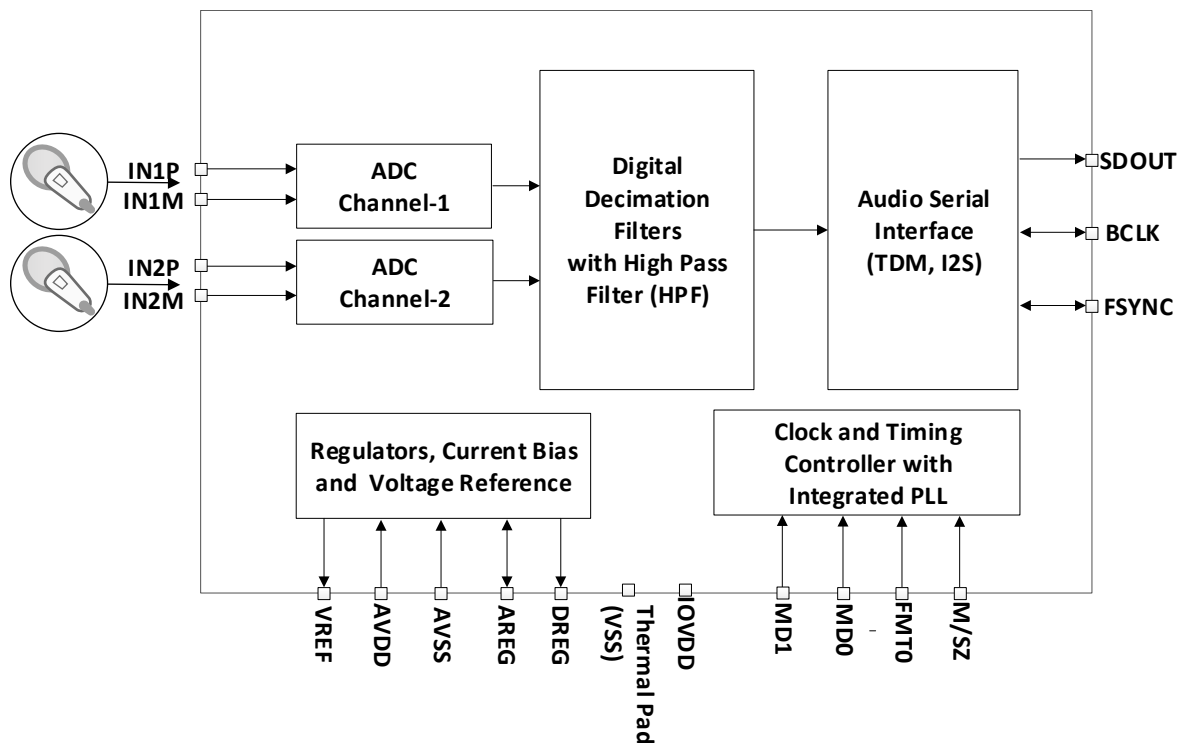 IN1P
IN1M
IN2P
IN2M
ADC
Channel-1
ADC
Channel-2
Digital
Decimation
Filters
with High Pass
Filter (HPF)
Audio Serial
Interface
(TDM, I2S)
SDOUT
BCLK
FSYNC
Regulators, Current Bias
and Voltage Reference
Clock and Timing
Controller with
Integrated PLL
VREF
AVDD
AVSS
AREG
DREG
Thermal Pad
(VSS)
IOVDD
MD1
MD0
FMT0
M/SZ